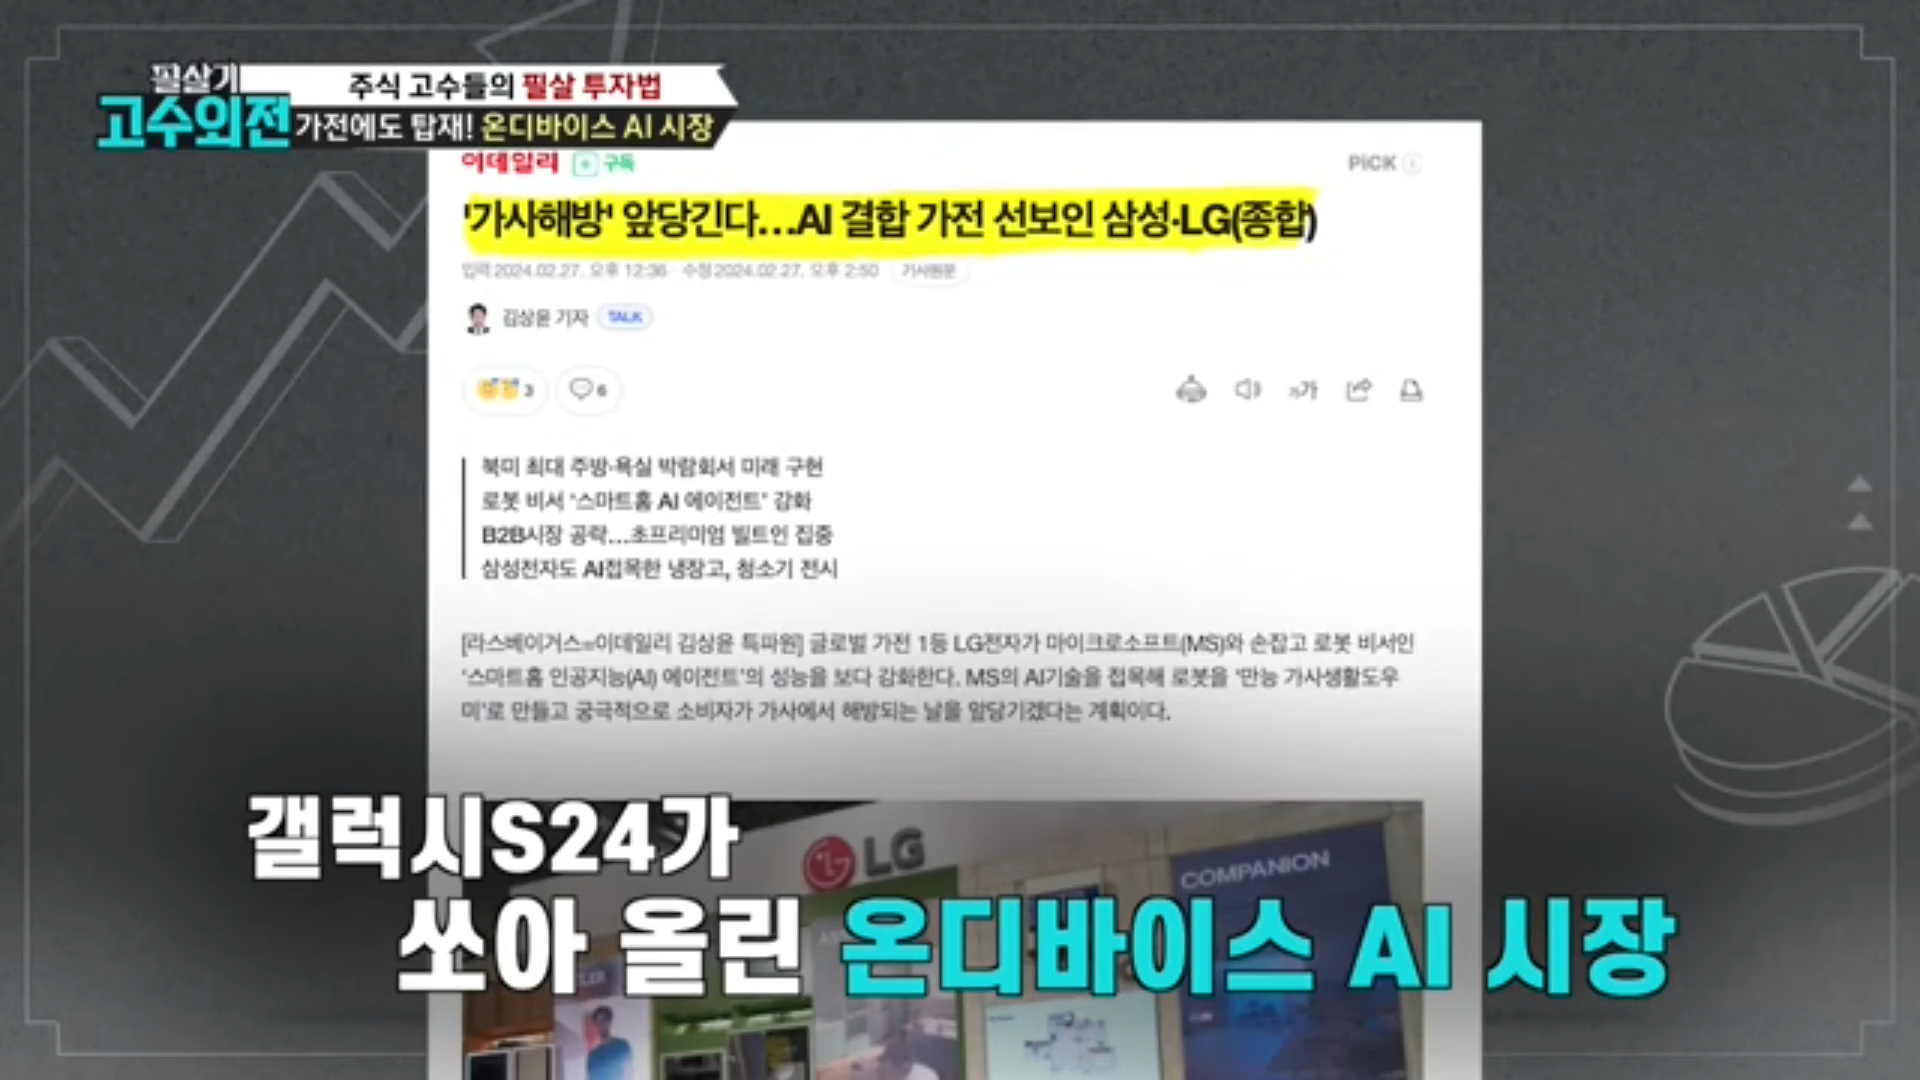 필살기
고수외전
주식 고수들의 필살 투자법
가전에도 탑재! 온디바이스 AI 시장
이데일리 구독
PiCK
'가사해방' 앞당긴다...AI 결합 가전 선보인 삼성·LG(종합)
입력 2024.02.27. 오후 12:36 · 수정 2024.02.27. 오후 2:50 기사원문
김상윤 기자 TALK
3 6
가가
북미 최대 주방·욕실 박람회서 미래 구현
로봇 비서 '스마트홈 AI 에이전트' 강화
B2B시장 공략...초프리미엄 빌트인 집중
삼성전자도 AI접목한 냉장고, 청소기 전시
[라스베이거스=이데일리 김상윤 특파원] 글로벌 가전 1등 LG전자가 마이크로소프트(MS)와 손잡고 로봇 비서인
'스마트홈 인공지능(AI) 에이전트'의 성능을 보다 강화한다. MS의 AI기술을 접목해 로봇을 '만능 가사생활도우
미'로 만들고 궁극적으로 소비자가 가사에서 해방되는 날을 앞당기겠다는 계획이다.
LG
COMPANION
갤럭시S24가
쏘아 올린 온디바이스 AI 시장